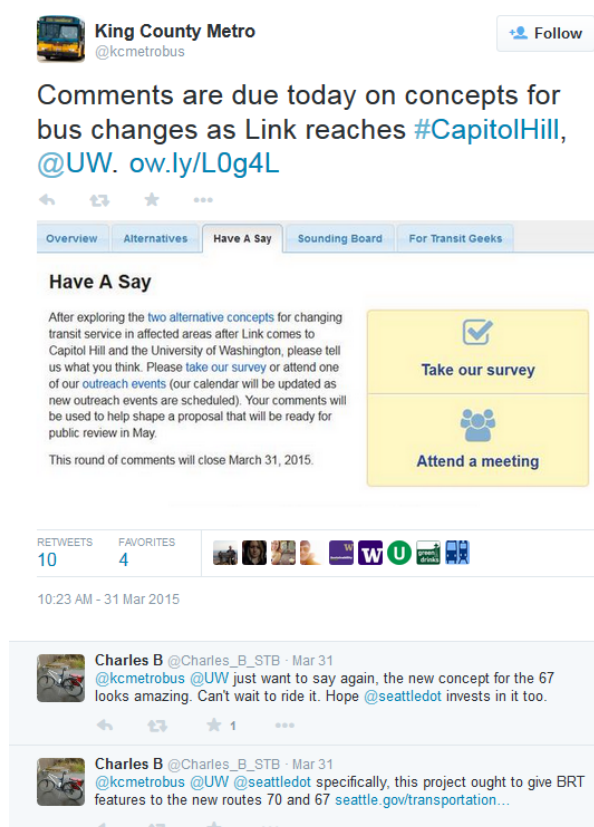 King County Metro
@kcmetrobus
Follow
Comments are due today on concepts for
bus changes as Link reaches #CapitolHill,
@UW. ow.ly/L0g4L
Overview Alternatives Have A Say Sounding Board For Transit Geeks
Have A Say
After exploring the two alternative concepts for changing
transit service in affected areas after Link comes to
Capitol Hill and the University of Washington, please tell
us what you think. Please take our survey or attend one
of our outreach events (our calendar will be updated as
new outreach events are scheduled). Your comments will
be used to help shape a proposal that will be ready for
public review in May.
This round of comments will close March 31, 2015.
Take our survey
Attend a meeting
RETWEETS FAVORITES
10 4
W
W U green drinks
10:23 AM - 31 Mar 2015
Charles B @Charles_B_STB · Mar 31
@kcmetrobus @UW just want to say again, the new concept for the 67
looks amazing. Can't wait to ride it. Hope @seattledot invests in it too.
1
Charles B @Charles_B_STB · Mar 31
@kcmetrobus @UW @seattledot specifically, this project ought to give BRT
features to the new routes 70 and 67 seattle.gov/transportation…